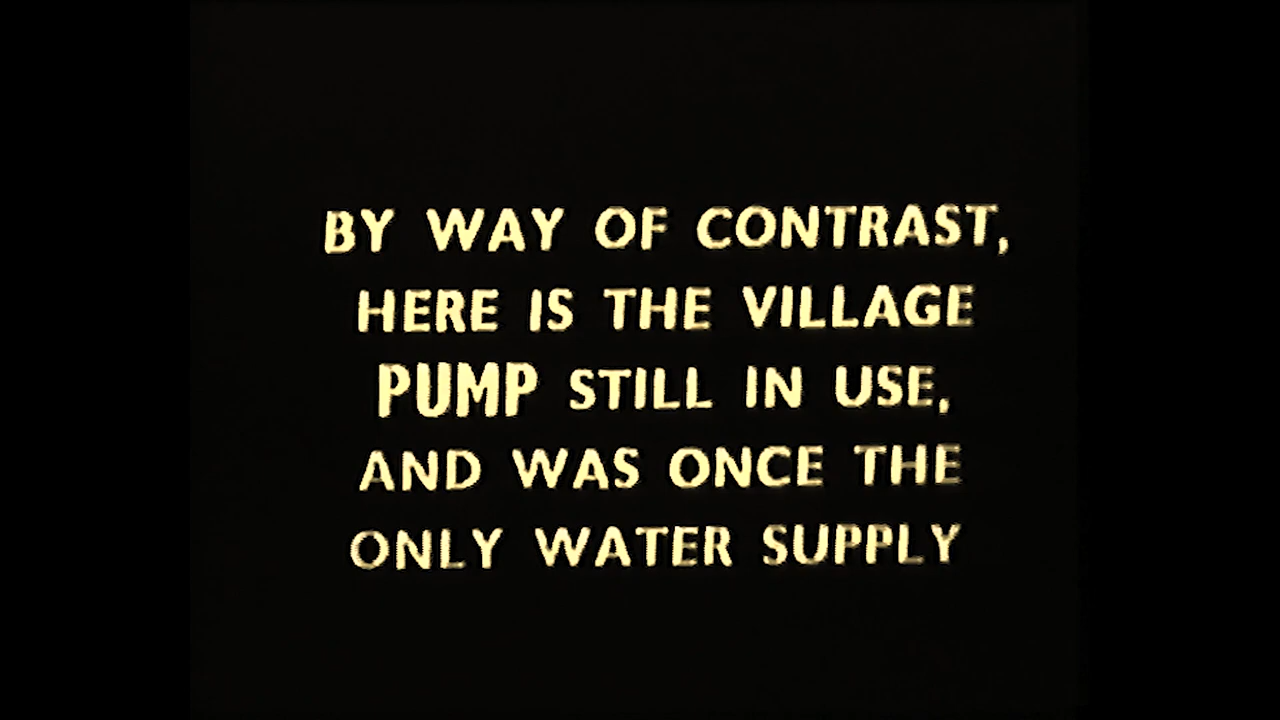 BY WAY OF CONTRAST,
HERE IS THE VILLAGE
PUMP STILL IN USE,
AND WAS ONCE THE
ONLY WATER SUPPLY